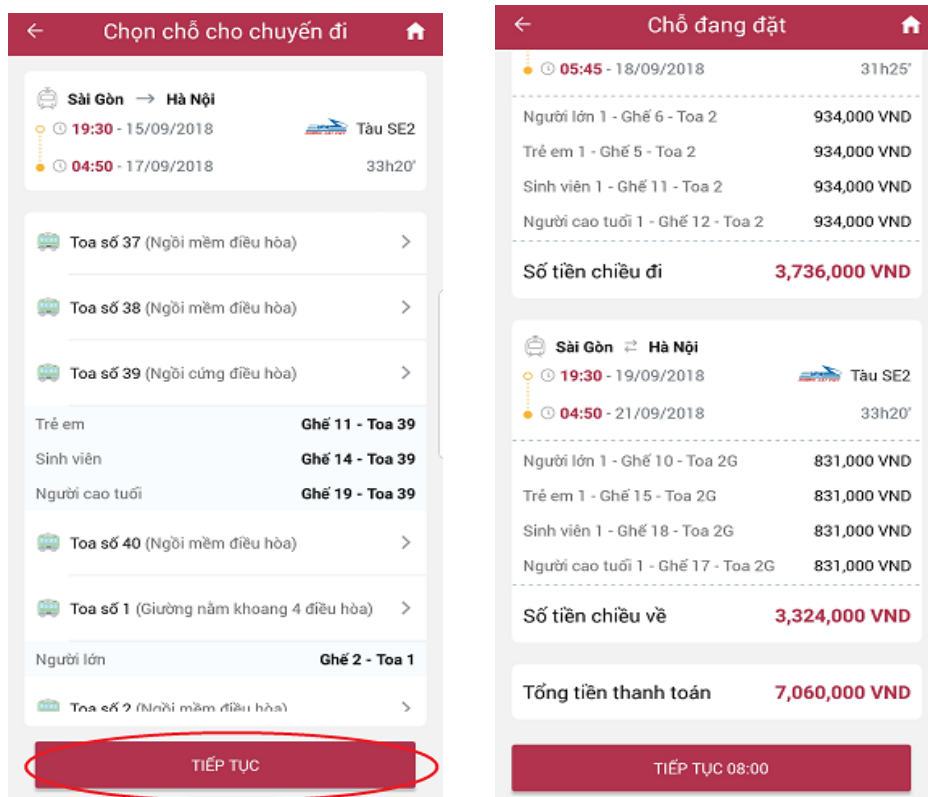 Chọn chỗ cho chuyến đi
Sài Gòn → Hà Nội
19:30 - 15/09/2018 Tàu SE2
04:50 - 17/09/2018 33h20'
Toa số 37 (Ngồi mềm điều hòa)
Toa số 38 (Ngồi mềm điều hòa)
Toa số 39 (Ngồi cứng điều hòa)
Trẻ em Ghế 11 - Toa 39
Sinh viên Ghế 14 - Toa 39
Người cao tuổi Ghế 19 - Toa 39
Toa số 40 (Ngồi mềm điều hòa)
Toa số 1 (Giường nằm khoang 4 điều hòa)
Người lớn Ghế 2 - Toa 1
Toa số 2 (Ngồi mềm điều hòa)
TIẾP TỤC
Chỗ đang đặt
05:45 - 18/09/2018 31h25'
Người lớn 1 - Ghế 6 - Toa 2 934,000 VND
Trẻ em 1 - Ghế 5 - Toa 2 934,000 VND
Sinh viên 1 - Ghế 11 - Toa 2 934,000 VND
Người cao tuổi 1 - Ghế 12 - Toa 2 934,000 VND
Số tiền chiều đi 3,736,000 VND
Sài Gòn ⇄ Hà Nội
19:30 - 19/09/2018 Tàu SE2
04:50 - 21/09/2018 33h20'
Người lớn 1 - Ghế 10 - Toa 2G 831,000 VND
Trẻ em 1 - Ghế 15 - Toa 2G 831,000 VND
Sinh viên 1 - Ghế 18 - Toa 2G 831,000 VND
Người cao tuổi 1 - Ghế 17 - Toa 2G 831,000 VND
Số tiền chiều về 3,324,000 VND
Tổng tiền thanh toán 7,060,000 VND
TIẾP TỤC 08:00